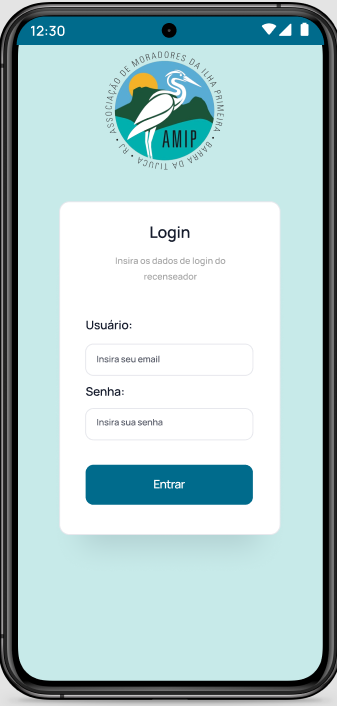 12:30
ASSOCIAÇÃO DE MORADORES DA ILHA PRIMEIRA • BARRA DA TIJUCA • RJ •
AMIP
Login
Insira os dados de login do
recenseador
Usuário:
Insira seu email
Senha:
Insira sua senha
Entrar